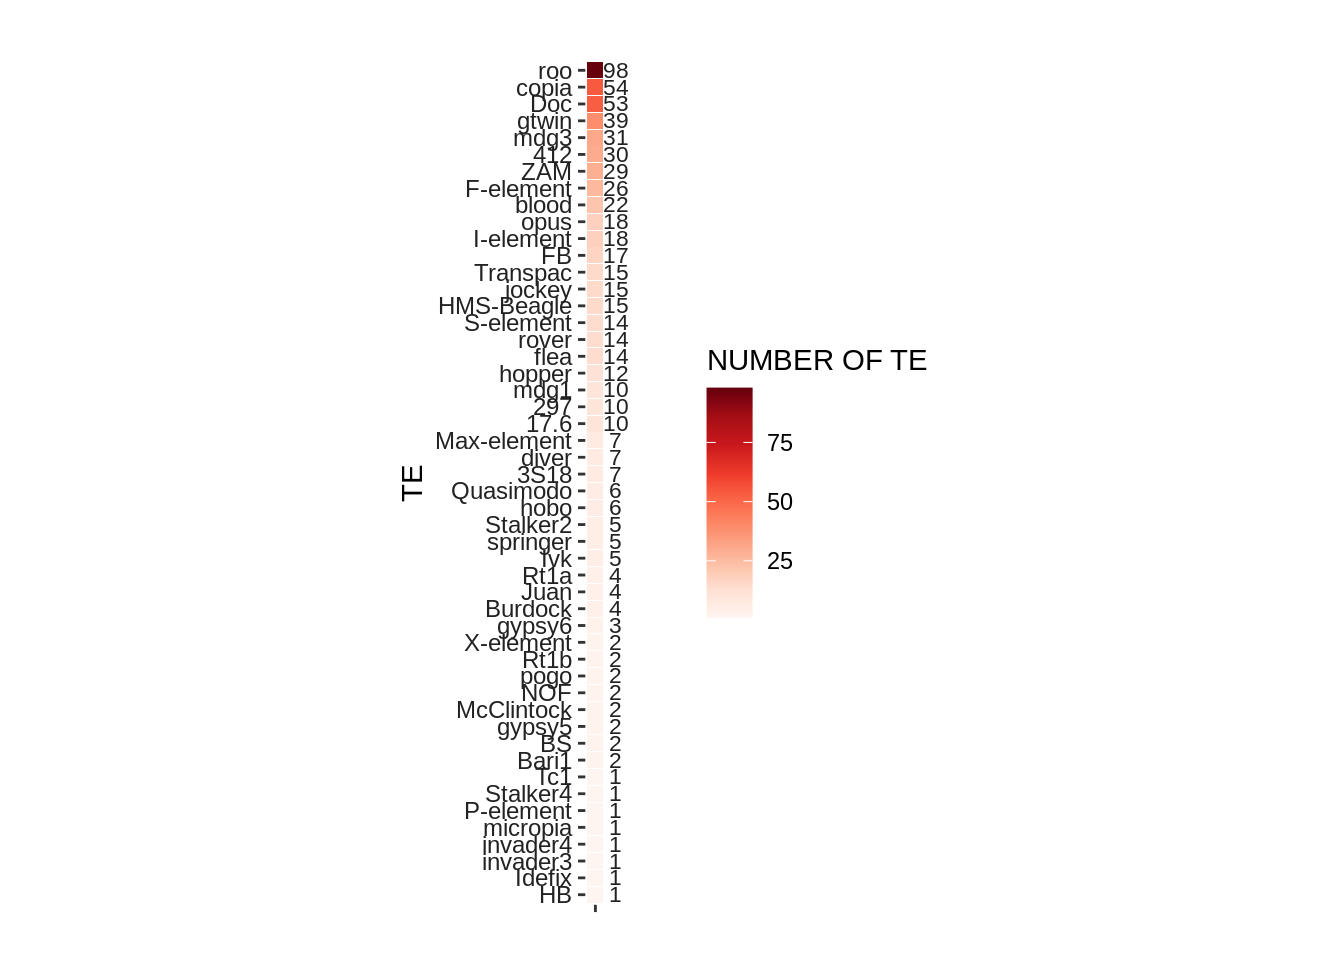 roo 98
copia 54
Doc 53
gtwin 39
mdg3 31
412 30
ZAM 29
F-element 26
blood 22
opus 18
I-element 18
FB 17
Transpac 15
jockey 15
HMS-Beagle 15
S-element 14
rover 14
flea 14
hopper 12
mdg1 10
297 10
17.6 10
Max-element 7
diver 7
3S18 7
Quasimodo 6
hobo 6
Stalker2 5
springer 5
Ivk 5
Rt1a 4
Juan 4
Burdock 4
gypsy6 3
X-element 2
Rt1b 2
pogo 2
NOF 2
McClintock 2
gypsy5 2
BS 2
Bari1 2
Tc1 1
Stalker4 1
P-element 1
micropia 1
invader4 1
invader3 1
Idefix 1
HB 1
TE
NUMBER OF TE
75
50
25